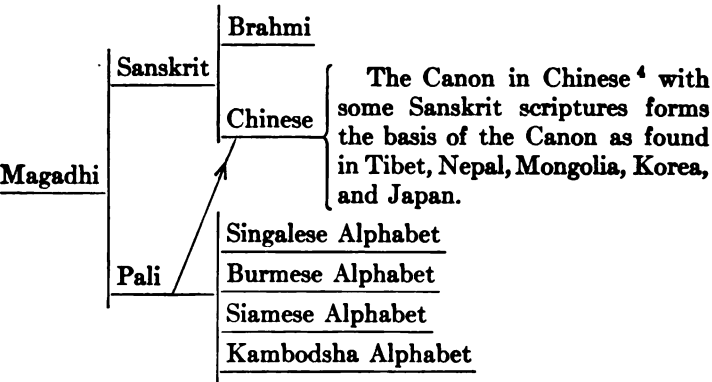 Brahmi
Sanskrit
Chinese
The Canon in Chinese ⁴ with
some Sanskrit scriptures forms
the basis of the Canon as found
in Tibet, Nepal, Mongolia, Korea,
and Japan.
Magadhi
Pali
Singalese Alphabet
Burmese Alphabet
Siamese Alphabet
Kambodsha Alphabet